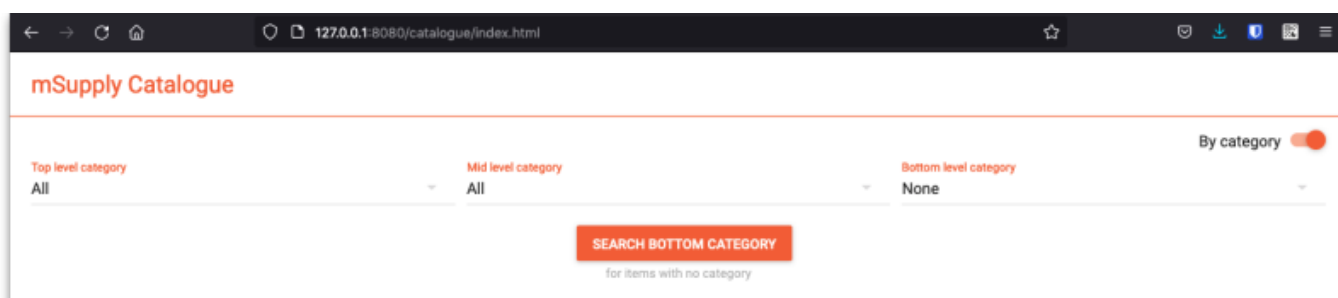 127.0.0.1:8080/catalogue/index.html
mSupply Catalogue
By category
Top level category
All
Mid level category
All
Bottom level category
None
SEARCH BOTTOM CATEGORY
for items with no category